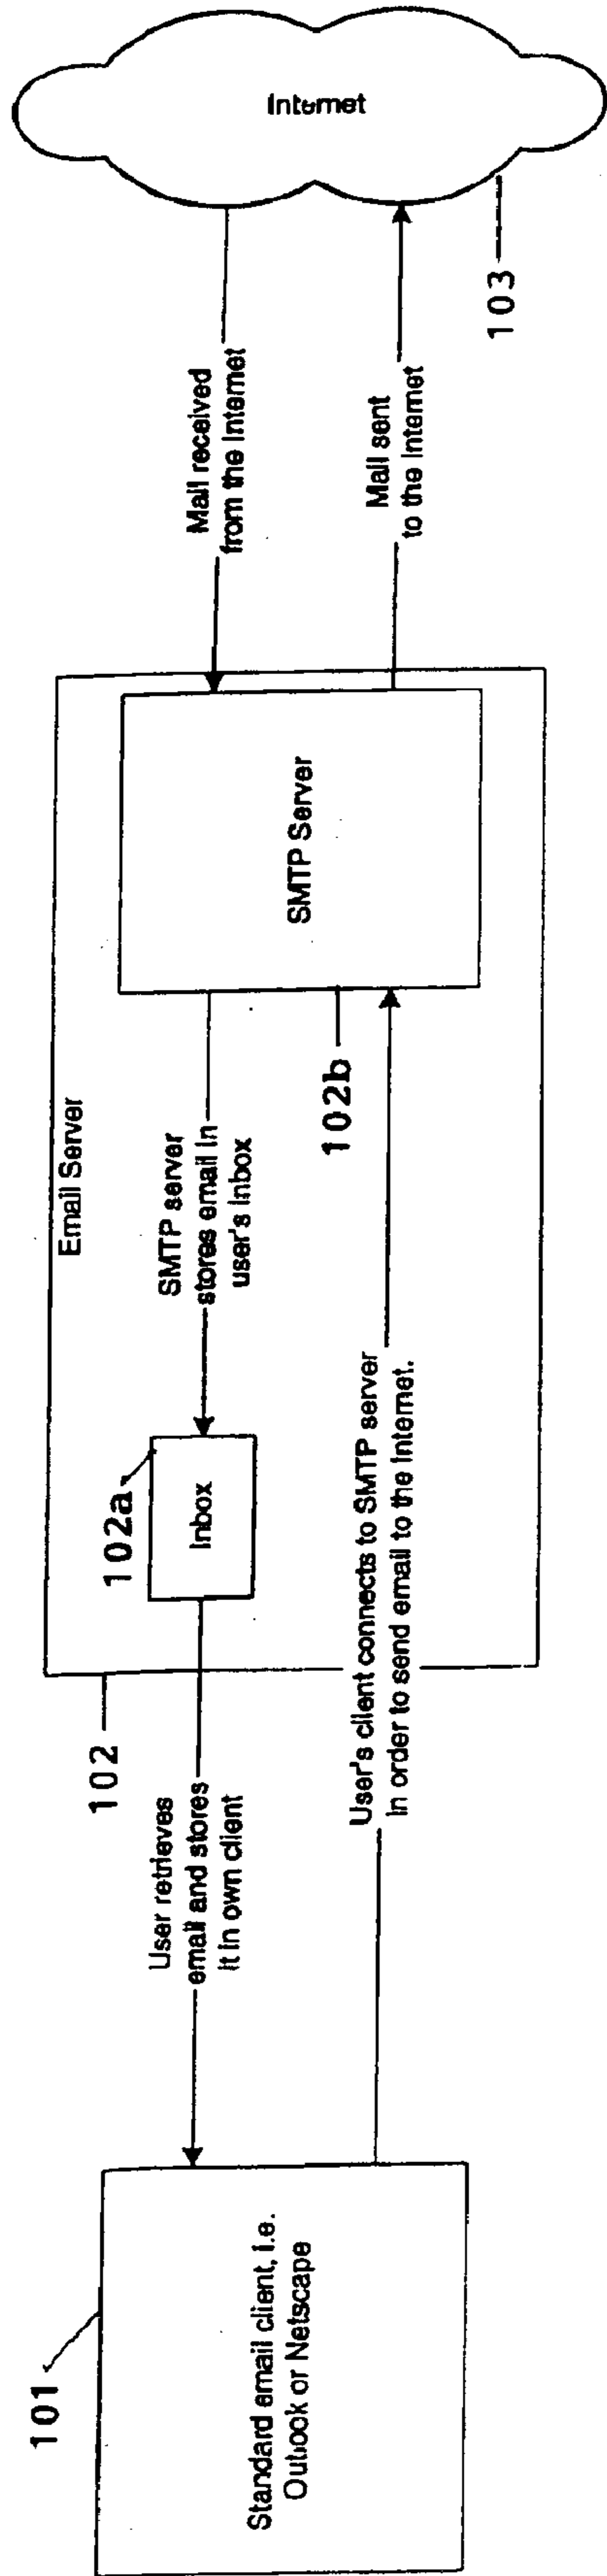 101
Standard email client, i.e.
Outlook or Netscape
User retrieves
email and stores
it in own client
User's client connects to SMTP server
in order to send email to the Internet.
102
Email Server
102a
Inbox
SMTP server
stores email in
user's inbox
102b
SMTP Server
Mail received
from the Internet
Mail sent
to the Internet
103
Internet